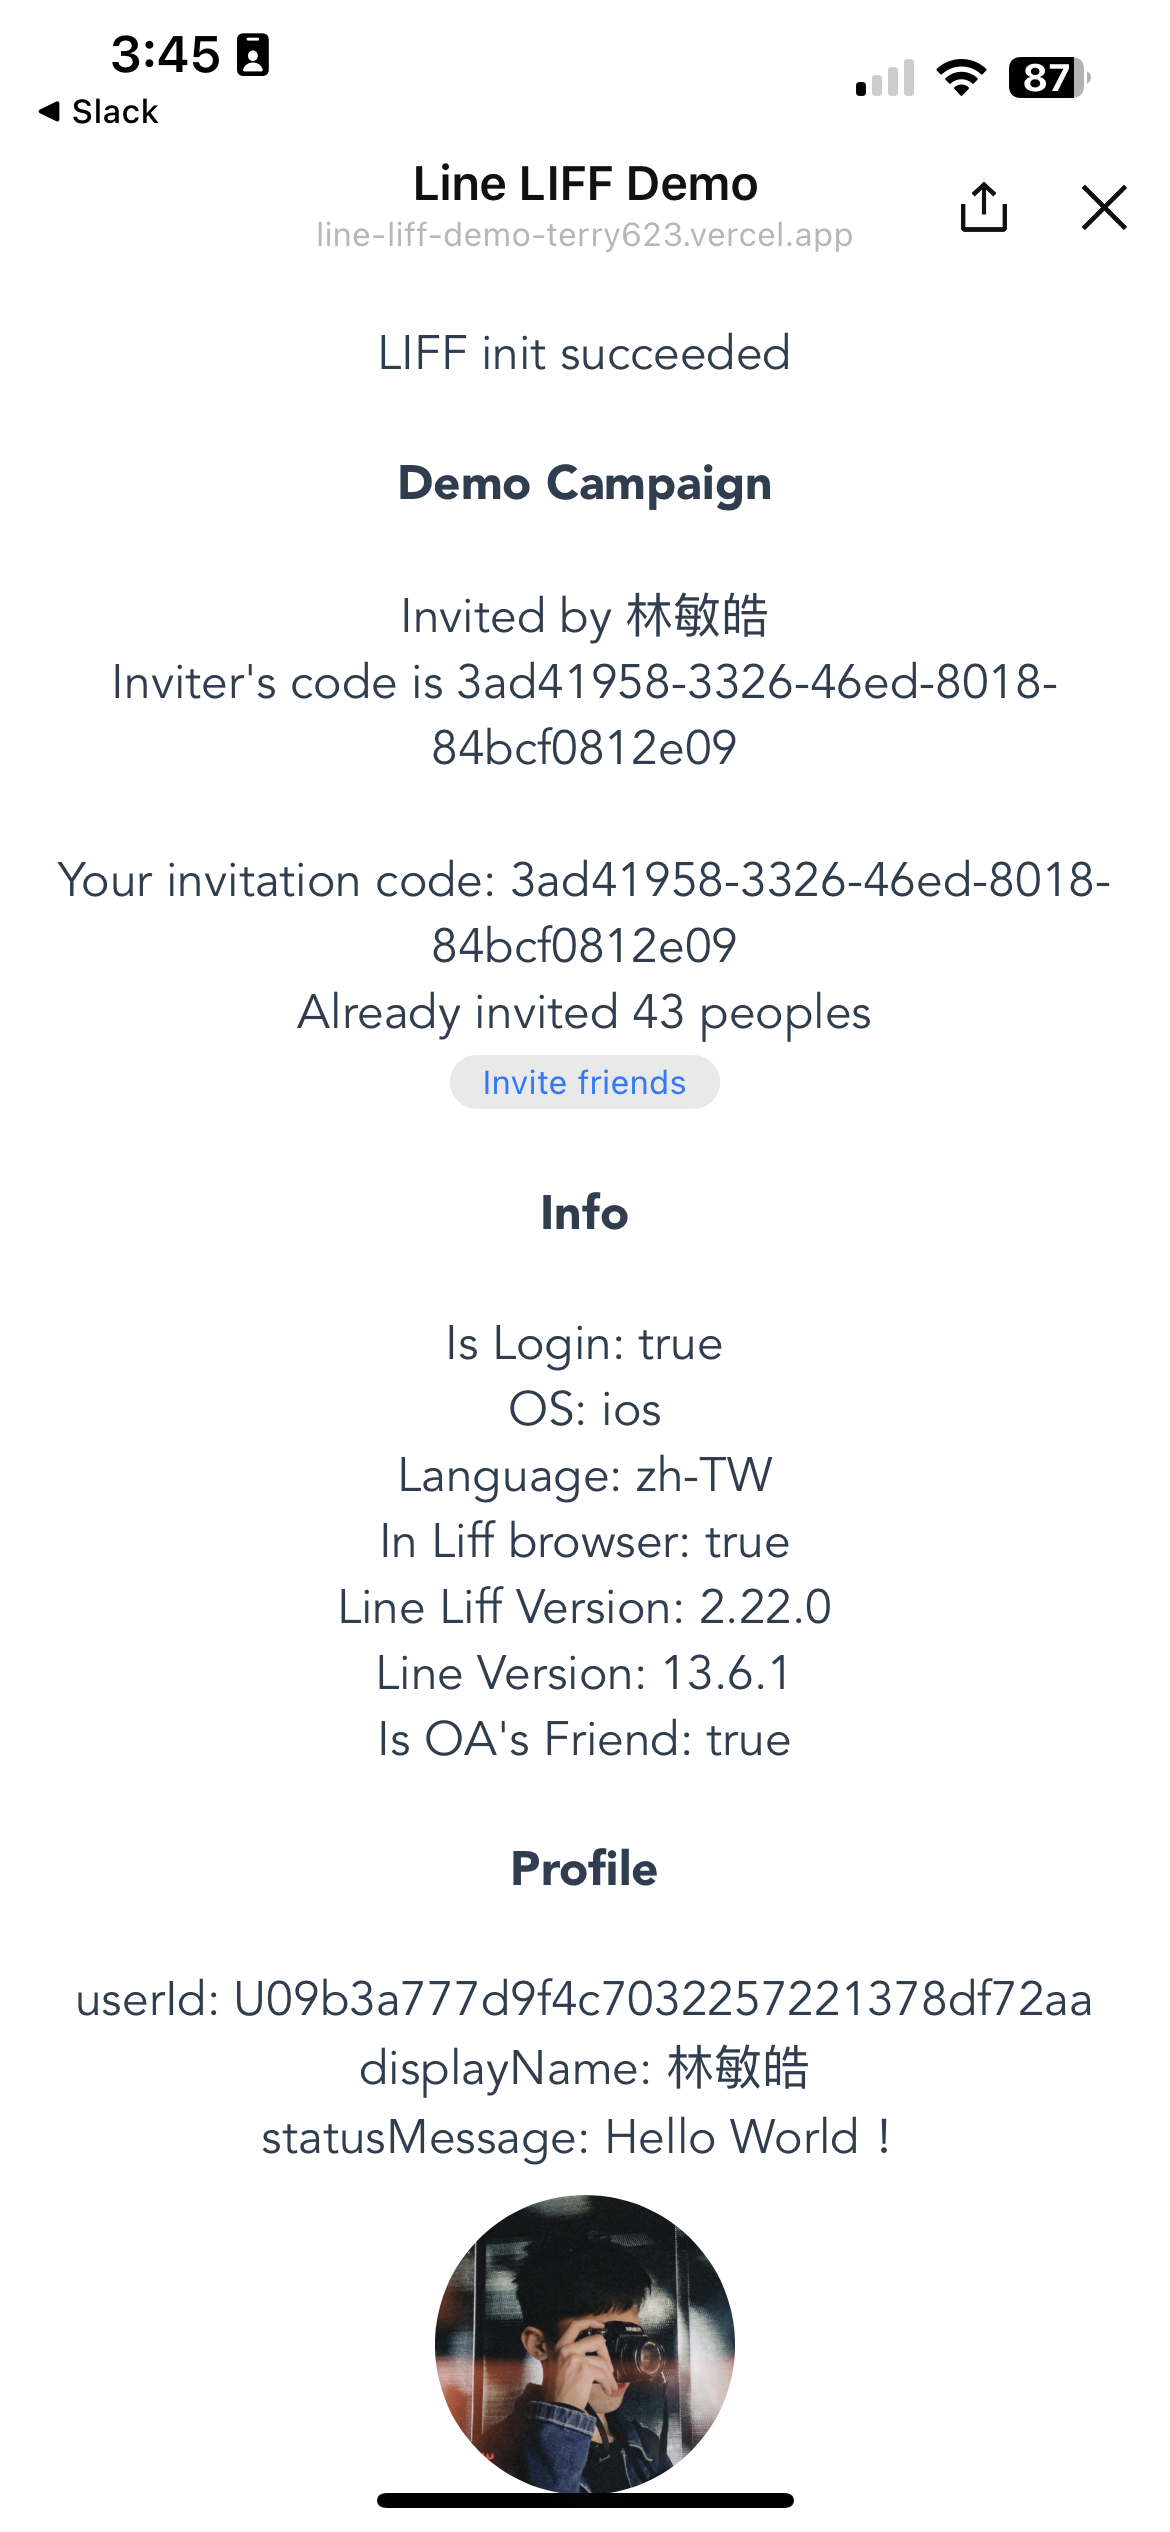 3:45
87
◀ Slack
Line LIFF Demo
line-liff-demo-terry623.vercel.app
LIFF init succeeded
Demo Campaign
Invited by 林敏皓
Inviter's code is 3ad41958-3326-46ed-8018-
84bcf0812e09
Your invitation code: 3ad41958-3326-46ed-8018-
84bcf0812e09
Already invited 43 peoples
Invite friends
Info
Is Login: true
OS: ios
Language: zh-TW
In Liff browser: true
Line Liff Version: 2.22.0
Line Version: 13.6.1
Is OA's Friend: true
Profile
userId: U09b3a777d9f4c7032257221378df72aa
displayName: 林敏皓
statusMessage: Hello World！